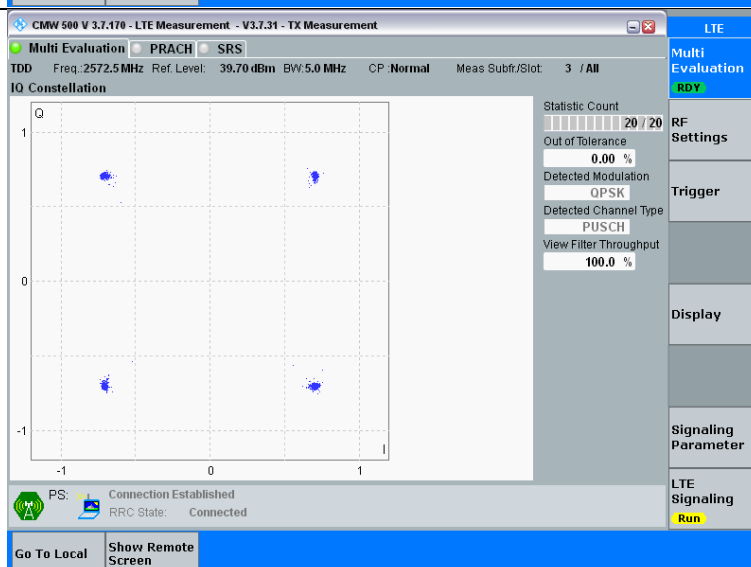 CMW 500 V 3.7.170 - LTE Measurement - V3.7.31 - TX Measurement
LTE
Multi Evaluation PRACH SRS
Multi
Evaluation
RDY
TDD Freq.:2572.5 MHz Ref. Level: 39.70 dBm BW:5.0 MHz CP :Normal Meas Subfr./Slot: 3 / All
IQ Constellation
Q
1
0
-1
I
-1 0 1
Statistic Count
20 / 20
Out of Tolerance
0.00 %
Detected Modulation
QPSK
Detected Channel Type
PUSCH
View Filter Throughput
100.0 %
RF
Settings
Trigger
Display
Signaling
Parameter
LTE
Signaling
Run
PS: Connection Established
RRC State: Connected
Go To Local
Show Remote
Screen